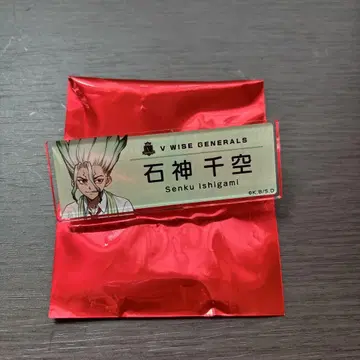 V WISE GENERALS
石神 千空
Senku Ishigami
©K B/S.D